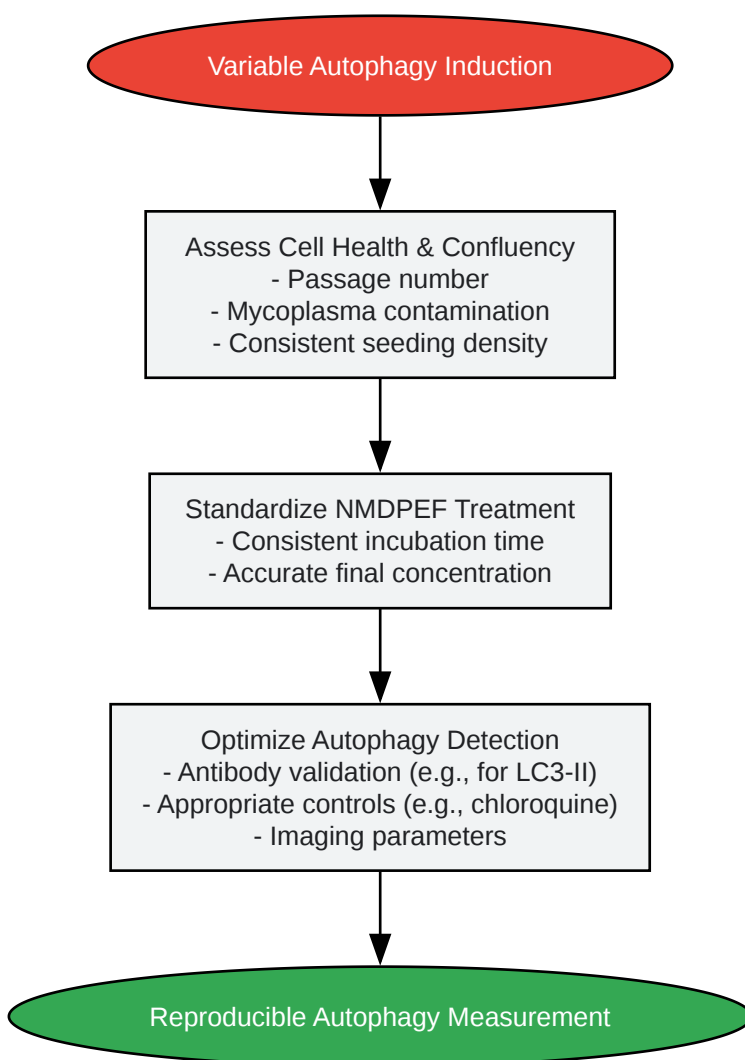 Variable Autophagy Induction
Assess Cell Health & Confluency
- Passage number
- Mycoplasma contamination
- Consistent seeding density
Standardize NMDPEF Treatment
- Consistent incubation time
- Accurate final concentration
Optimize Autophagy Detection
- Antibody validation (e.g., for LC3-II)
- Appropriate controls (e.g., chloroquine)
- Imaging parameters
Reproducible Autophagy Measurement